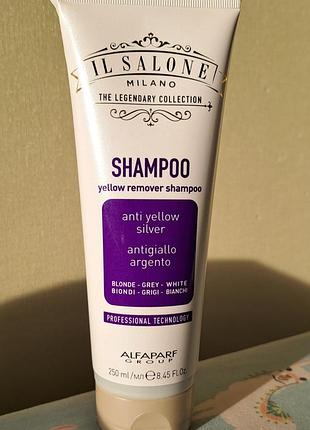 IL SALONE
MILANO
THE LEGENDARY COLLECTION
SHAMPOO
yellow remover shampoo
anti yellow
silver
antigiallo
argento
BLONDE - GREY - WHITE
BIONDI - GRIGI - BIANCHI
PROFESSIONAL TECHNOLOGY
ALFAPARF
GROUP
250 ml/мл ℮ 8.45 Fl.Oz.